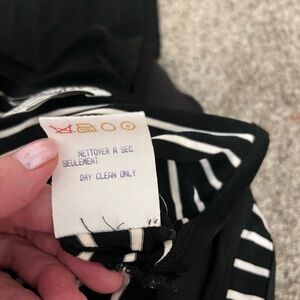 NETTOYER A SEC
SEULEMENT
DRY CLEAN ONLY